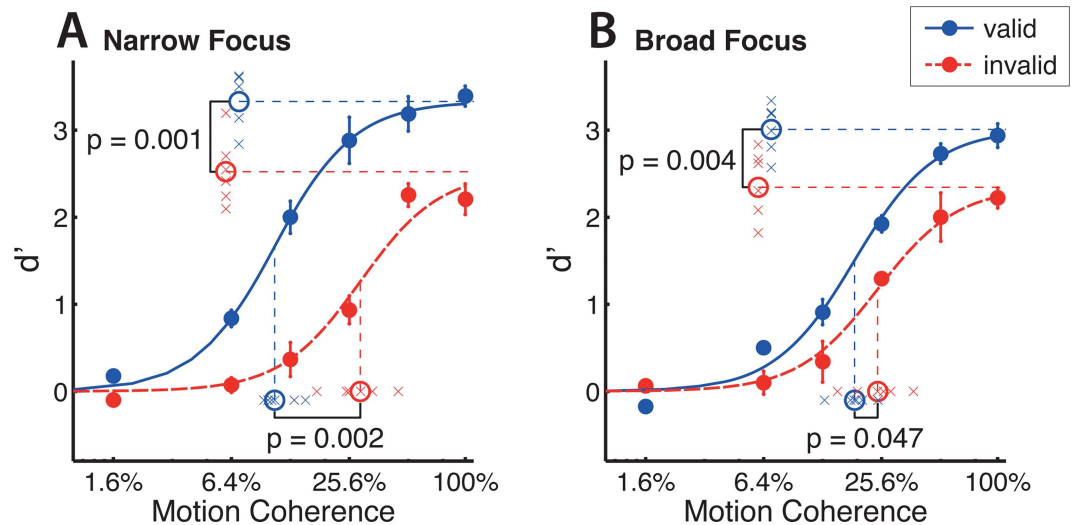 A Narrow Focus
p = 0.001
3
2
1
0
d'
p = 0.002
1.6% 6.4% 25.6% 100%
Motion Coherence
B Broad Focus
valid
invalid
p = 0.004
3
2
1
0
d'
p = 0.047
1.6% 6.4% 25.6% 100%
Motion Coherence